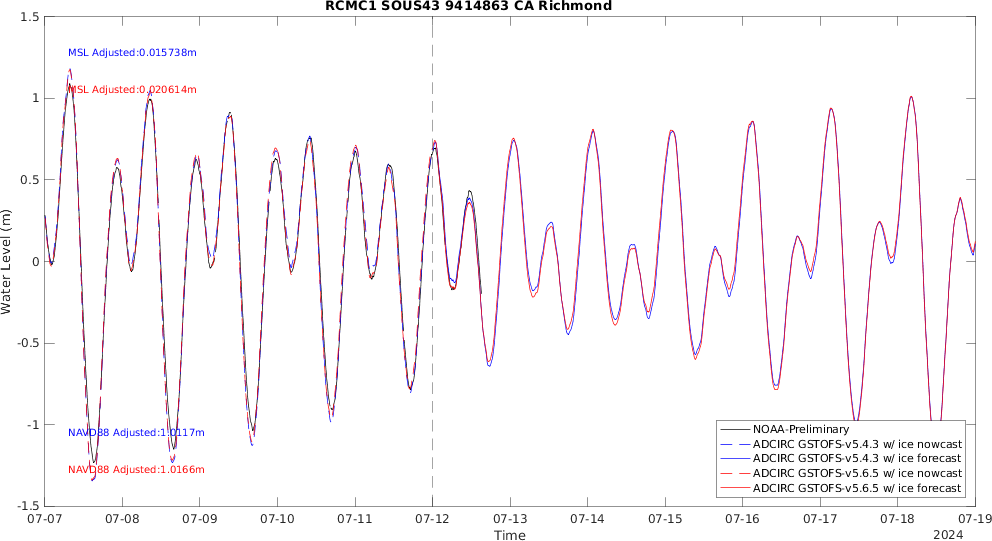 RCMC1 SOUS43 9414863 CA Richmond
1.5
1
0.5
0
-0.5
-1
-1.5
Water Level (m)
MSL Adjusted:0.015738m
MSL Adjusted:0.020614m
NAVD88 Adjusted:1.0117m
NAVD88 Adjusted:1.0166m
NOAA-Preliminary
ADCIRC GSTOFS-v5.4.3 w/ ice nowcast
ADCIRC GSTOFS-v5.4.3 w/ ice forecast
ADCIRC GSTOFS-v5.6.5 w/ ice nowcast
ADCIRC GSTOFS-v5.6.5 w/ ice forecast
07-07 07-08 07-09 07-10 07-11 07-12 07-13 07-14 07-15 07-16 07-17 07-18 07-19
Time
2024